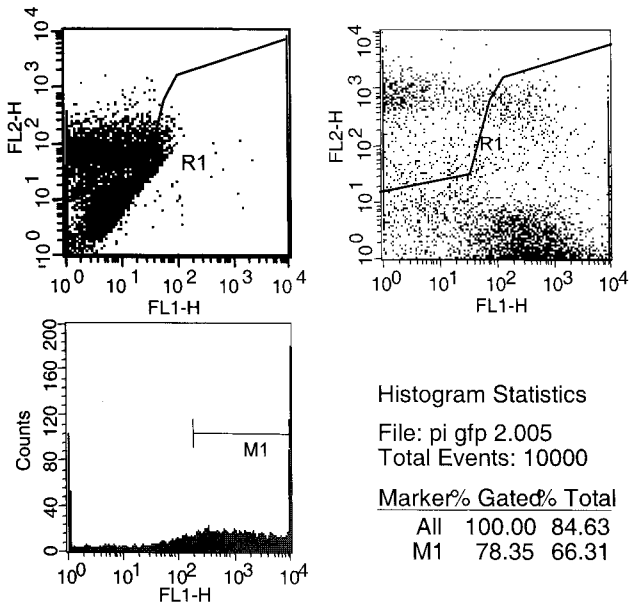 10^4
10^3
10^2
10^1
10^0
FL2-H
R1
10^0 10^1 10^2 10^3 10^4
FL1-H
10^4
10^3
10^2
10^1
10^0
FL2-H
R1
10^0 10^1 10^2 10^3 10^4
FL1-H
200
160
120
80
40
0
Counts
M1
10^0 10^1 10^2 10^3 10^4
FL1-H
Histogram Statistics
File: pi gfp 2.005
Total Events: 10000
Marker% Gated% Total
All 100.00 84.63
M1 78.35 66.31